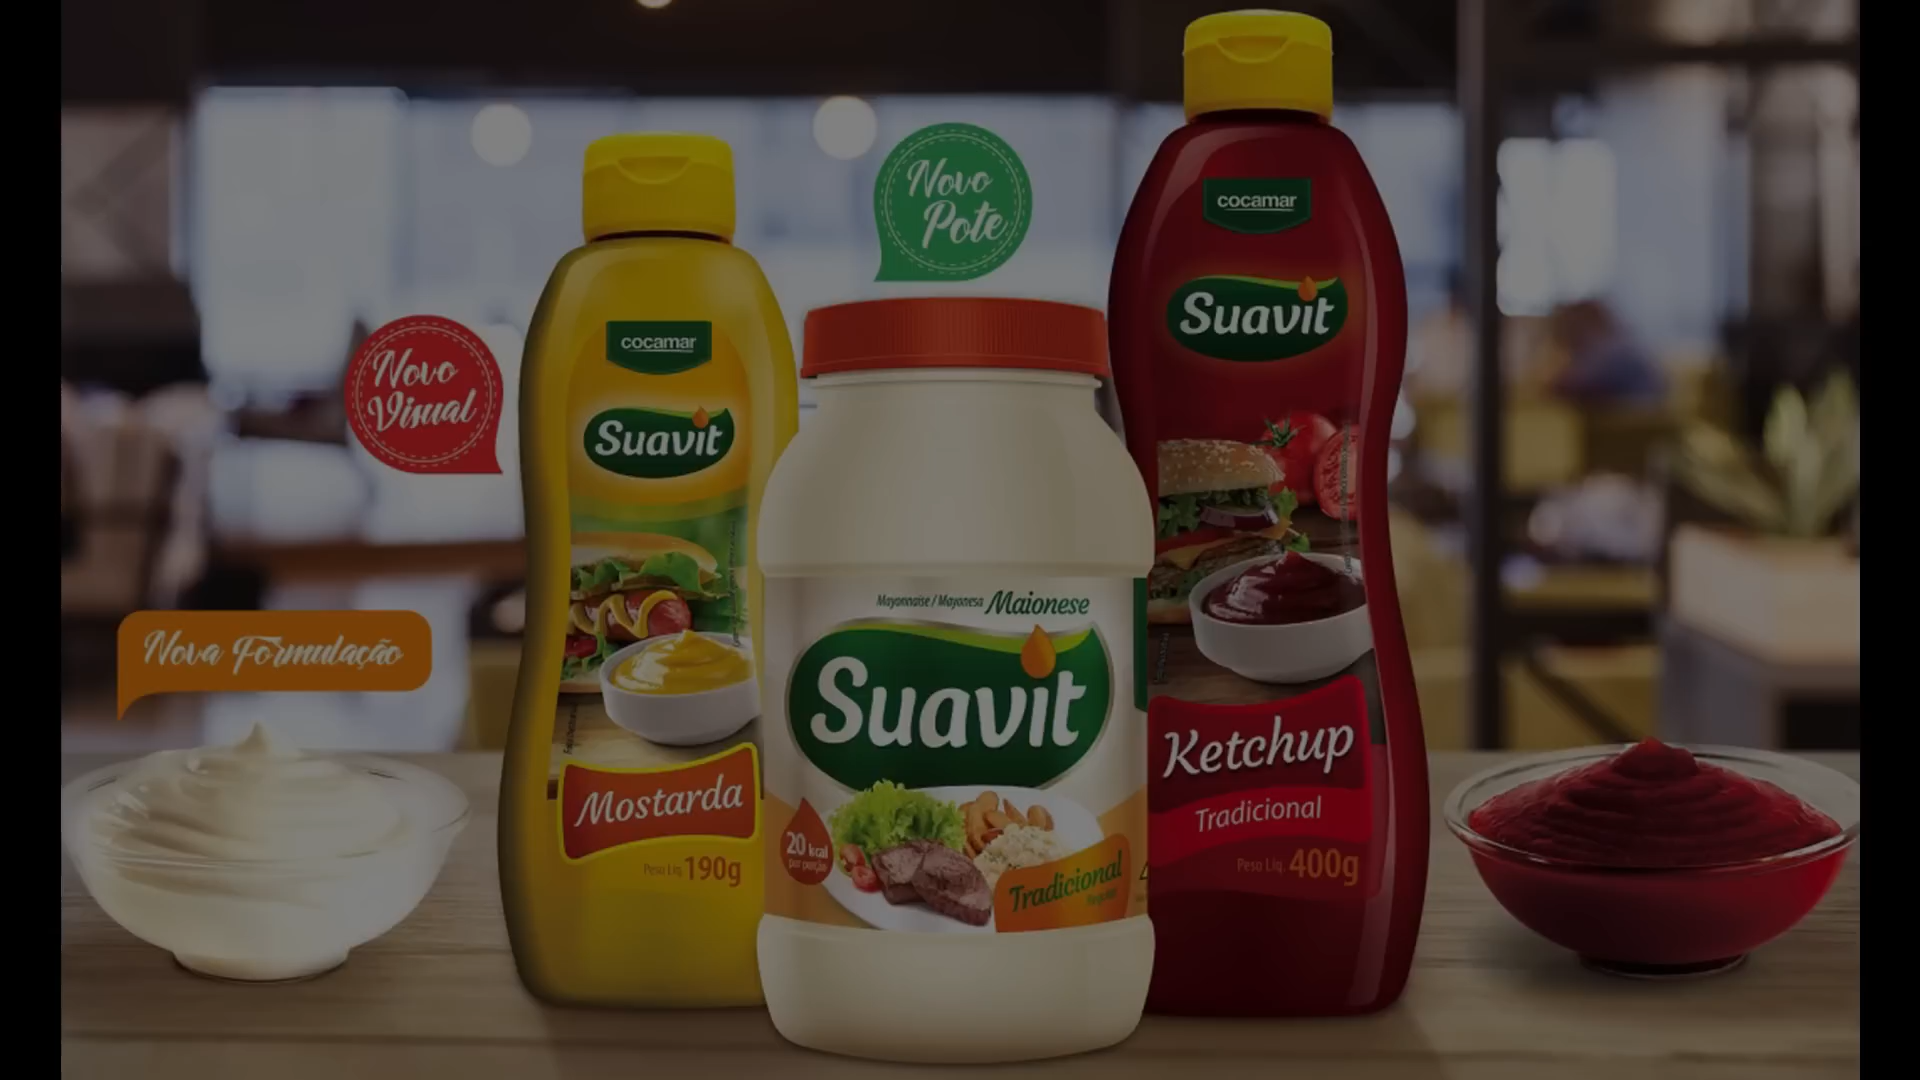 Novo
Pote
cocamar
Suavit
Novo
Visual
cocamar
Suavit
Mayonnaise / Mayonesa Maionese
Suavit
Nova Formulação
Ketchup
Tradicional
Peso Líq. 400g
Mostarda
Peso Líq. 190g
20 kcal
por porção
Tradicional